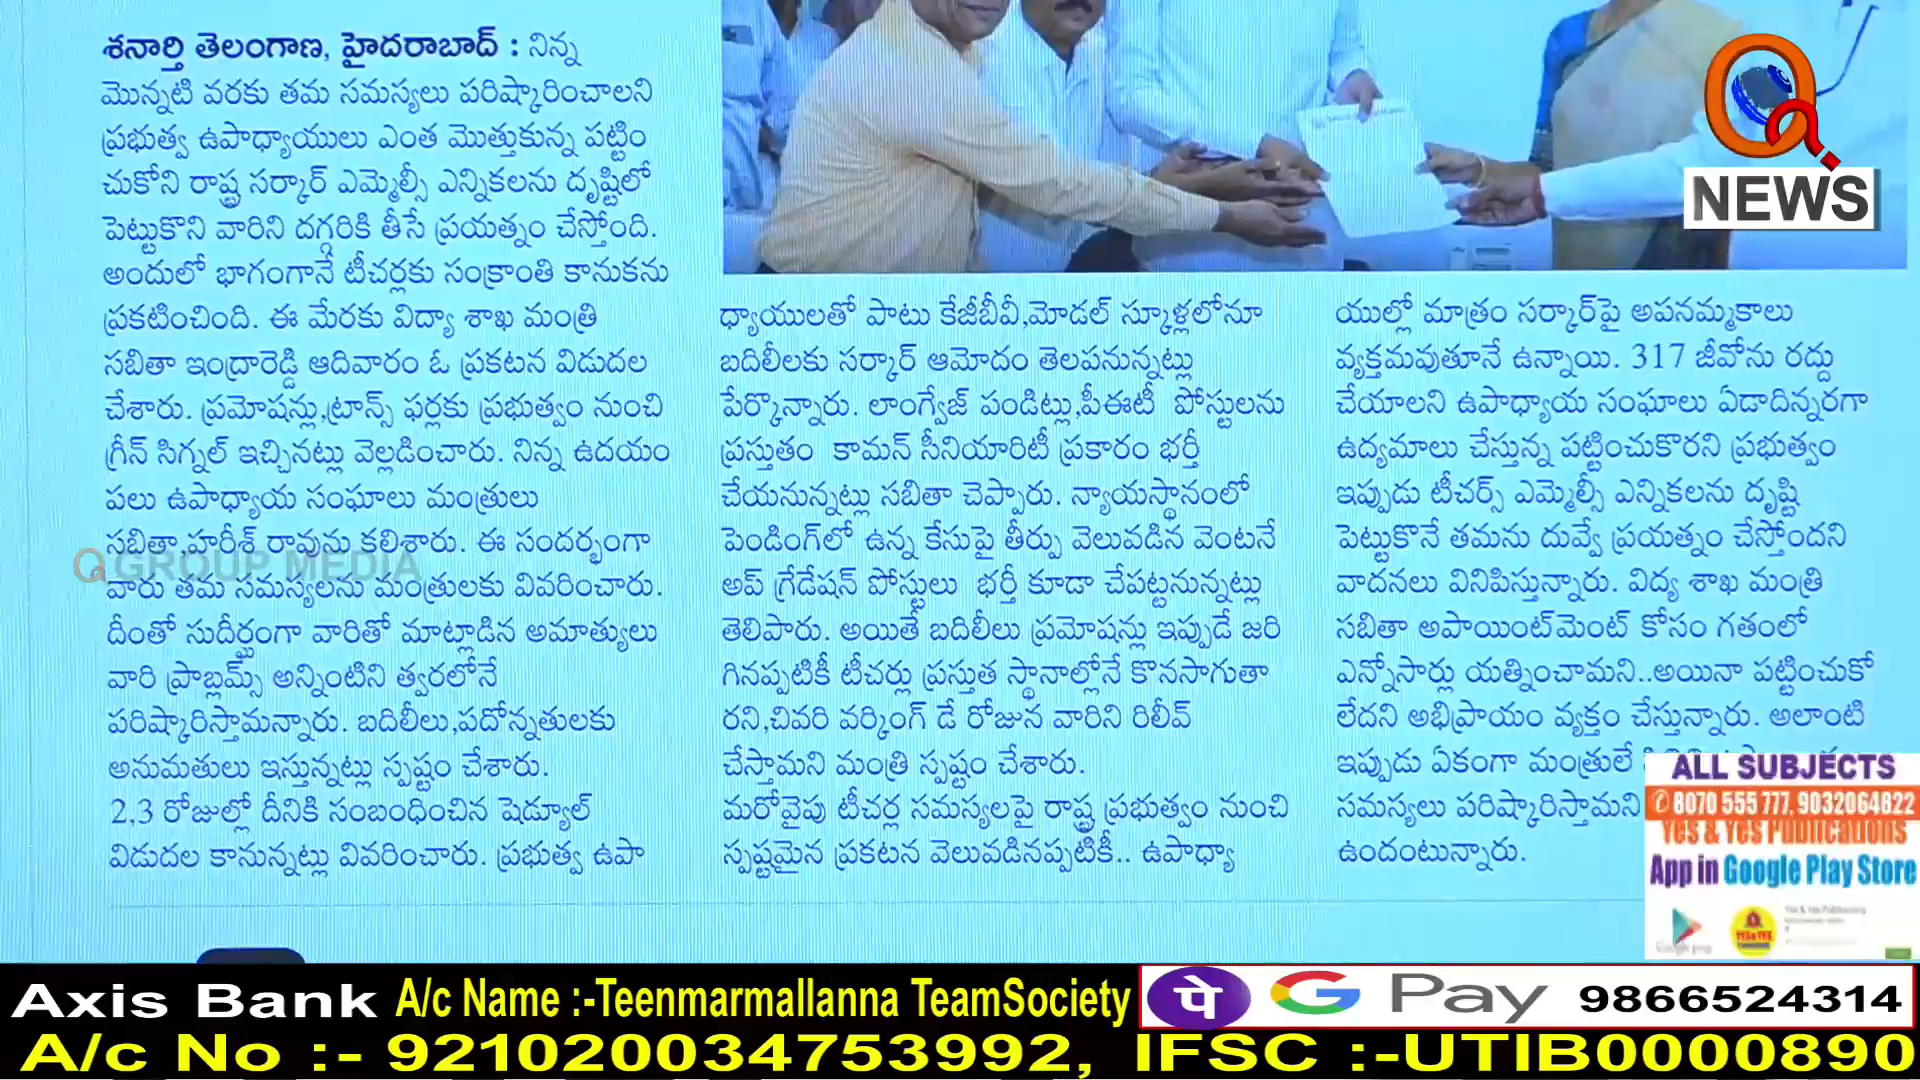 శనార్తి తెలంగాణ, హైదరాబాద్ : నిన్న
మొన్నటి వరకు తమ సమస్యలు పరిష్కారించాలని
ప్రభుత్వ ఉపాధ్యాయులు ఎంత మొత్తుకున్న పట్టిం
చుకోని రాష్ట్ర సర్కార్ ఎమ్మెల్సీ ఎన్నికలను దృష్టిలో
పెట్టుకొని వారిని దగ్గరికి తీసే ప్రయత్నం చేస్తోంది.
అందులో భాగంగానే టీచర్లకు సంక్రాంతి కానుకను
ప్రకటించింది. ఈ మేరకు విద్యా శాఖ మంత్రి
సబితా ఇంద్రారెడ్డి ఆదివారం ఓ ప్రకటన విడుదల
చేశారు. ప్రమోషన్లు,ట్రాన్స్ ఫర్లకు ప్రభుత్వం నుంచి
గ్రీన్ సిగ్నల్ ఇచ్చినట్లు వెల్లడించారు. నిన్న ఉదయం
పలు ఉపాధ్యాయ సంఘాలు మంత్రులు
సబితా,హరీశ్ రావును కలిశారు. ఈ సందర్భంగా
వారు తమ సమస్యలను మంత్రులకు వివరించారు.
దీంతో సుదీర్ఘంగా వారితో మాట్లాడిన అమాత్యులు
వారి ప్రాబ్లమ్స్ అన్నింటిని త్వరలోనే
పరిష్కారిస్తామన్నారు. బదిలీలు,పదోన్నతులకు
అనుమతులు ఇస్తున్నట్లు స్పష్టం చేశారు.
2,3 రోజుల్లో దీనికి సంబంధించిన షెడ్యూల్
విడుదల కానున్నట్లు వివరించారు. ప్రభుత్వ ఉపా
ధ్యాయులతో పాటు కేజీబీవీ,మోడల్ స్కూళ్లలోనూ
బదిలీలకు సర్కార్ ఆమోదం తెలపనున్నట్లు
పేర్కొన్నారు. లాంగ్వేజ్ పండిట్లు,పీఈటీ పోస్టులను
ప్రస్తుతం కామన్ సీనియారిటీ ప్రకారం భర్తీ
చేయనున్నట్లు సబితా చెప్పారు. న్యాయస్థానంలో
పెండింగ్‌లో ఉన్న కేసుపై తీర్పు వెలువడిన వెంటనే
అప్ గ్రేడేషన్ పోస్టులు భర్తీ కూడా చేపట్టనున్నట్లు
తెలిపారు. అయితే బదిలీలు ప్రమోషన్లు ఇప్పుడే జరి
గినప్పటికీ టీచర్లు ప్రస్తుత స్థానాల్లోనే కొనసాగుతా
రని,చివరి వర్కింగ్ డే రోజున వారిని రిలీవ్
చేస్తామని మంత్రి స్పష్టం చేశారు.
మరోవైపు టీచర్ల సమస్యలపై రాష్ట్ర ప్రభుత్వం నుంచి
స్పష్టమైన ప్రకటన వెలువడినప్పటికీ.. ఉపాధ్యా
యుల్లో మాత్రం సర్కార్‌పై అపనమ్మకాలు
వ్యక్తమవుతూనే ఉన్నాయి. 317 జీవోను రద్దు
చేయాలని ఉపాధ్యాయ సంఘాలు ఏడాదిన్నరగా
ఉద్యమాలు చేస్తున్న పట్టించుకొరని ప్రభుత్వం
ఇప్పుడు టీచర్స్ ఎమ్మెల్సీ ఎన్నికలను దృష్టి
పెట్టుకొనే తమను దువ్వే ప్రయత్నం చేస్తోందని
వాదనలు వినిపిస్తున్నారు. విద్య శాఖ మంత్రి
సబితా అపాయింట్‌మెంట్ కోసం గతంలో
ఎన్నోసార్లు యత్నించామని..అయినా పట్టించుకో
లేదని అభిప్రాయం వ్యక్తం చేస్తున్నారు. అలాంటి
ఇప్పుడు ఏకంగా మంత్రులే
సమస్యలు పరిష్కారిస్తామని
ఉందంటున్నారు.
Q GROUP MEDIA
Q NEWS
ALL SUBJECTS
8070 555 777, 9032064822
Yes & Yes Publications
App in Google Play Store
Axis Bank A/c Name :-Teenmarmallanna TeamSociety
पे G Pay 9866524314
A/c No :- 921020034753992, IFSC :-UTIB0000890